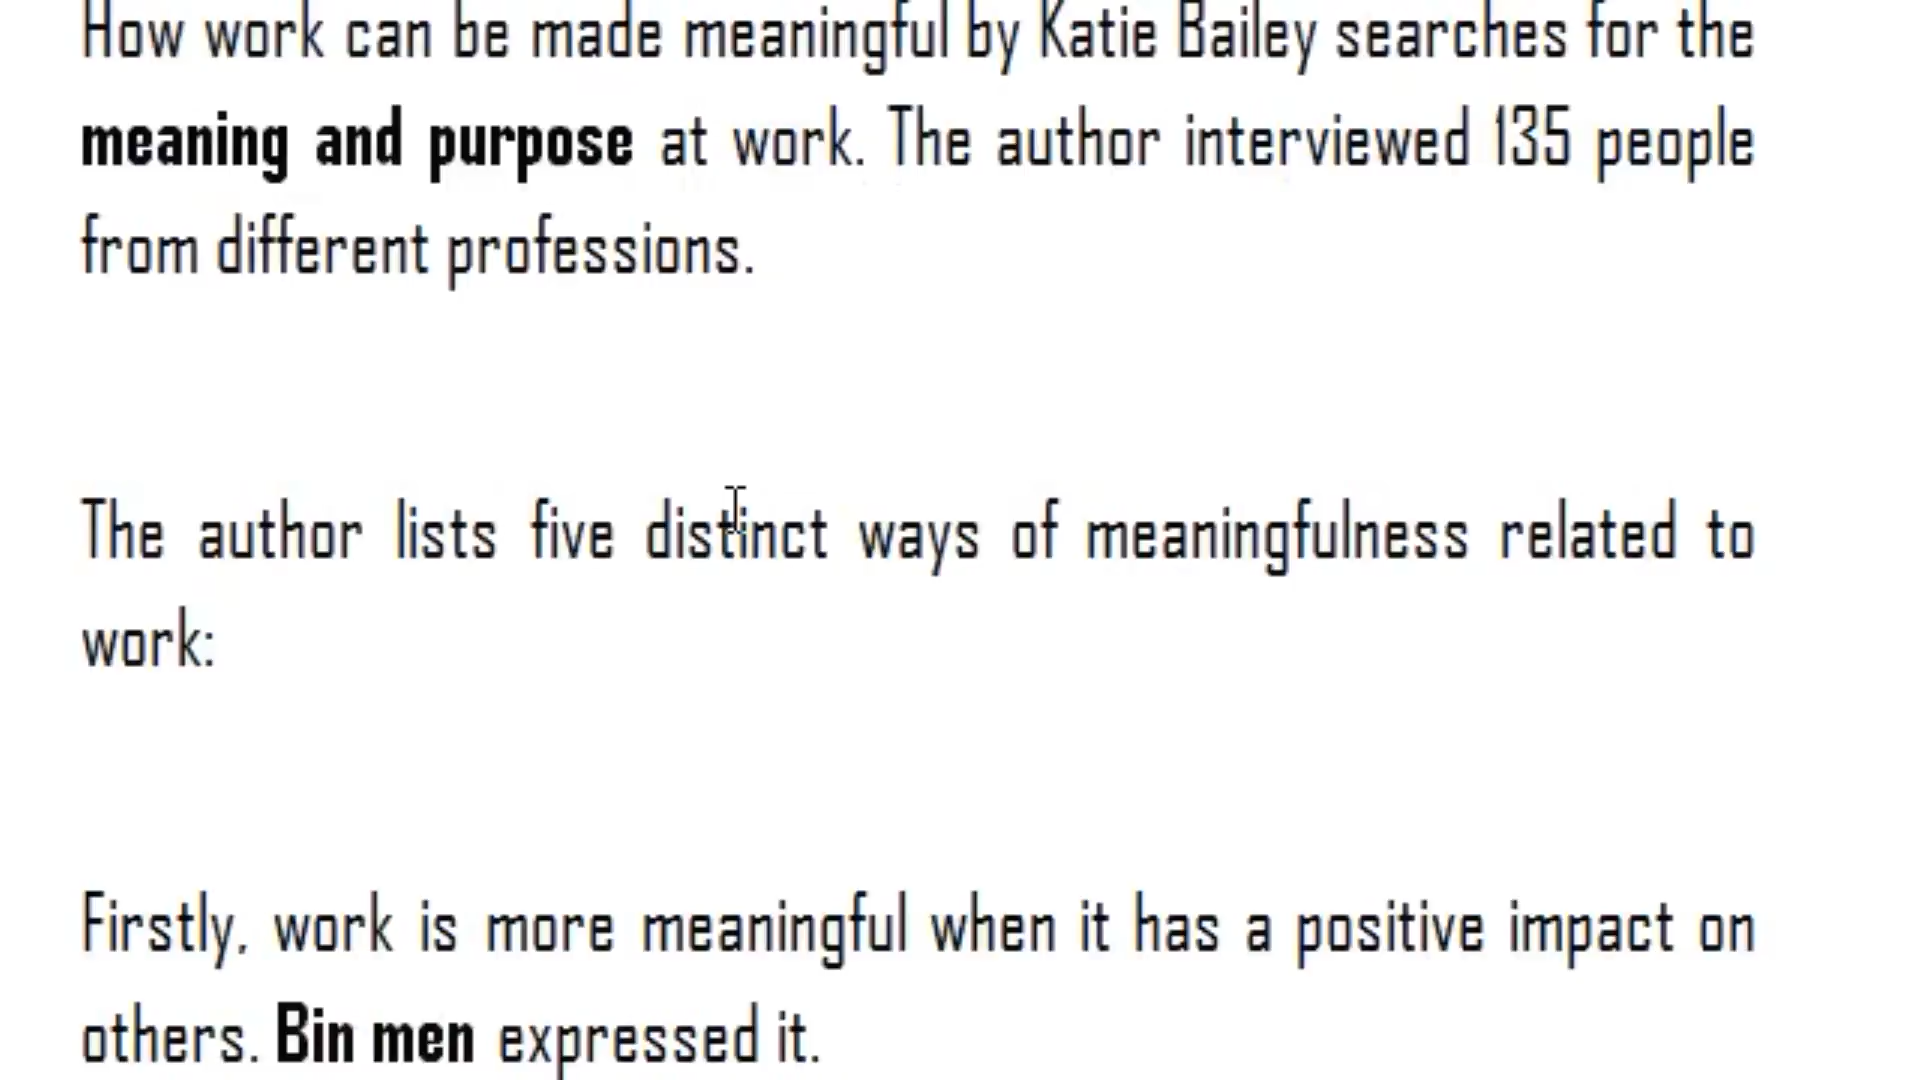 How work can be made meaningful by Katie Bailey searches for the
meaning and purpose at work. The author interviewed 135 people
from different professions.
The author lists five distinct ways of meaningfulness related to
work:
Firstly, work is more meaningful when it has a positive impact on
others. Bin men expressed it.